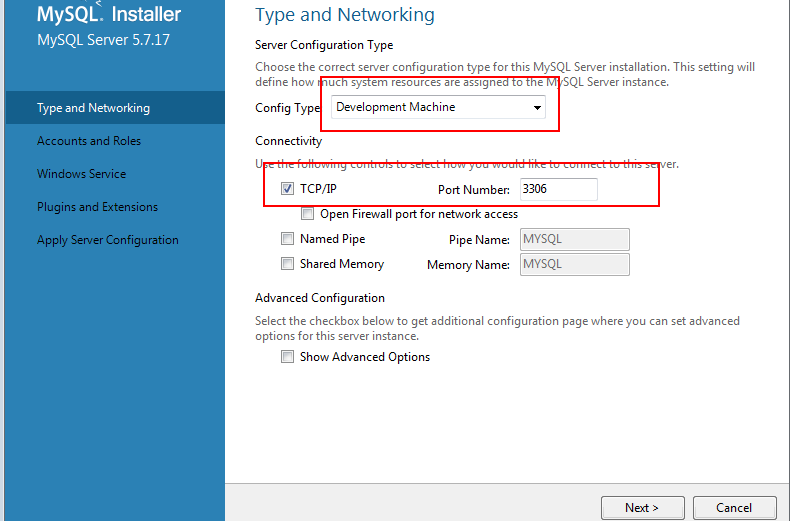 MySQL. Installer
MySQL Server 5.7.17
Type and Networking
Accounts and Roles
Windows Service
Plugins and Extensions
Apply Server Configuration
Type and Networking
Server Configuration Type
Choose the correct server configuration type for this MySQL Server installation. This setting will
define how much system resources are assigned to the MySQL Server instance.
Config Type Development Machine
Connectivity
Use the following controls to select how you would like to connect to this server.
TCP/IP Port Number: 3306
Open Firewall port for network access
Named Pipe Pipe Name: MYSQL
Shared Memory Memory Name: MYSQL
Advanced Configuration
Select the checkbox below to get additional configuration page where you can set advanced
options for this server instance.
Show Advanced Options
Next > Cancel